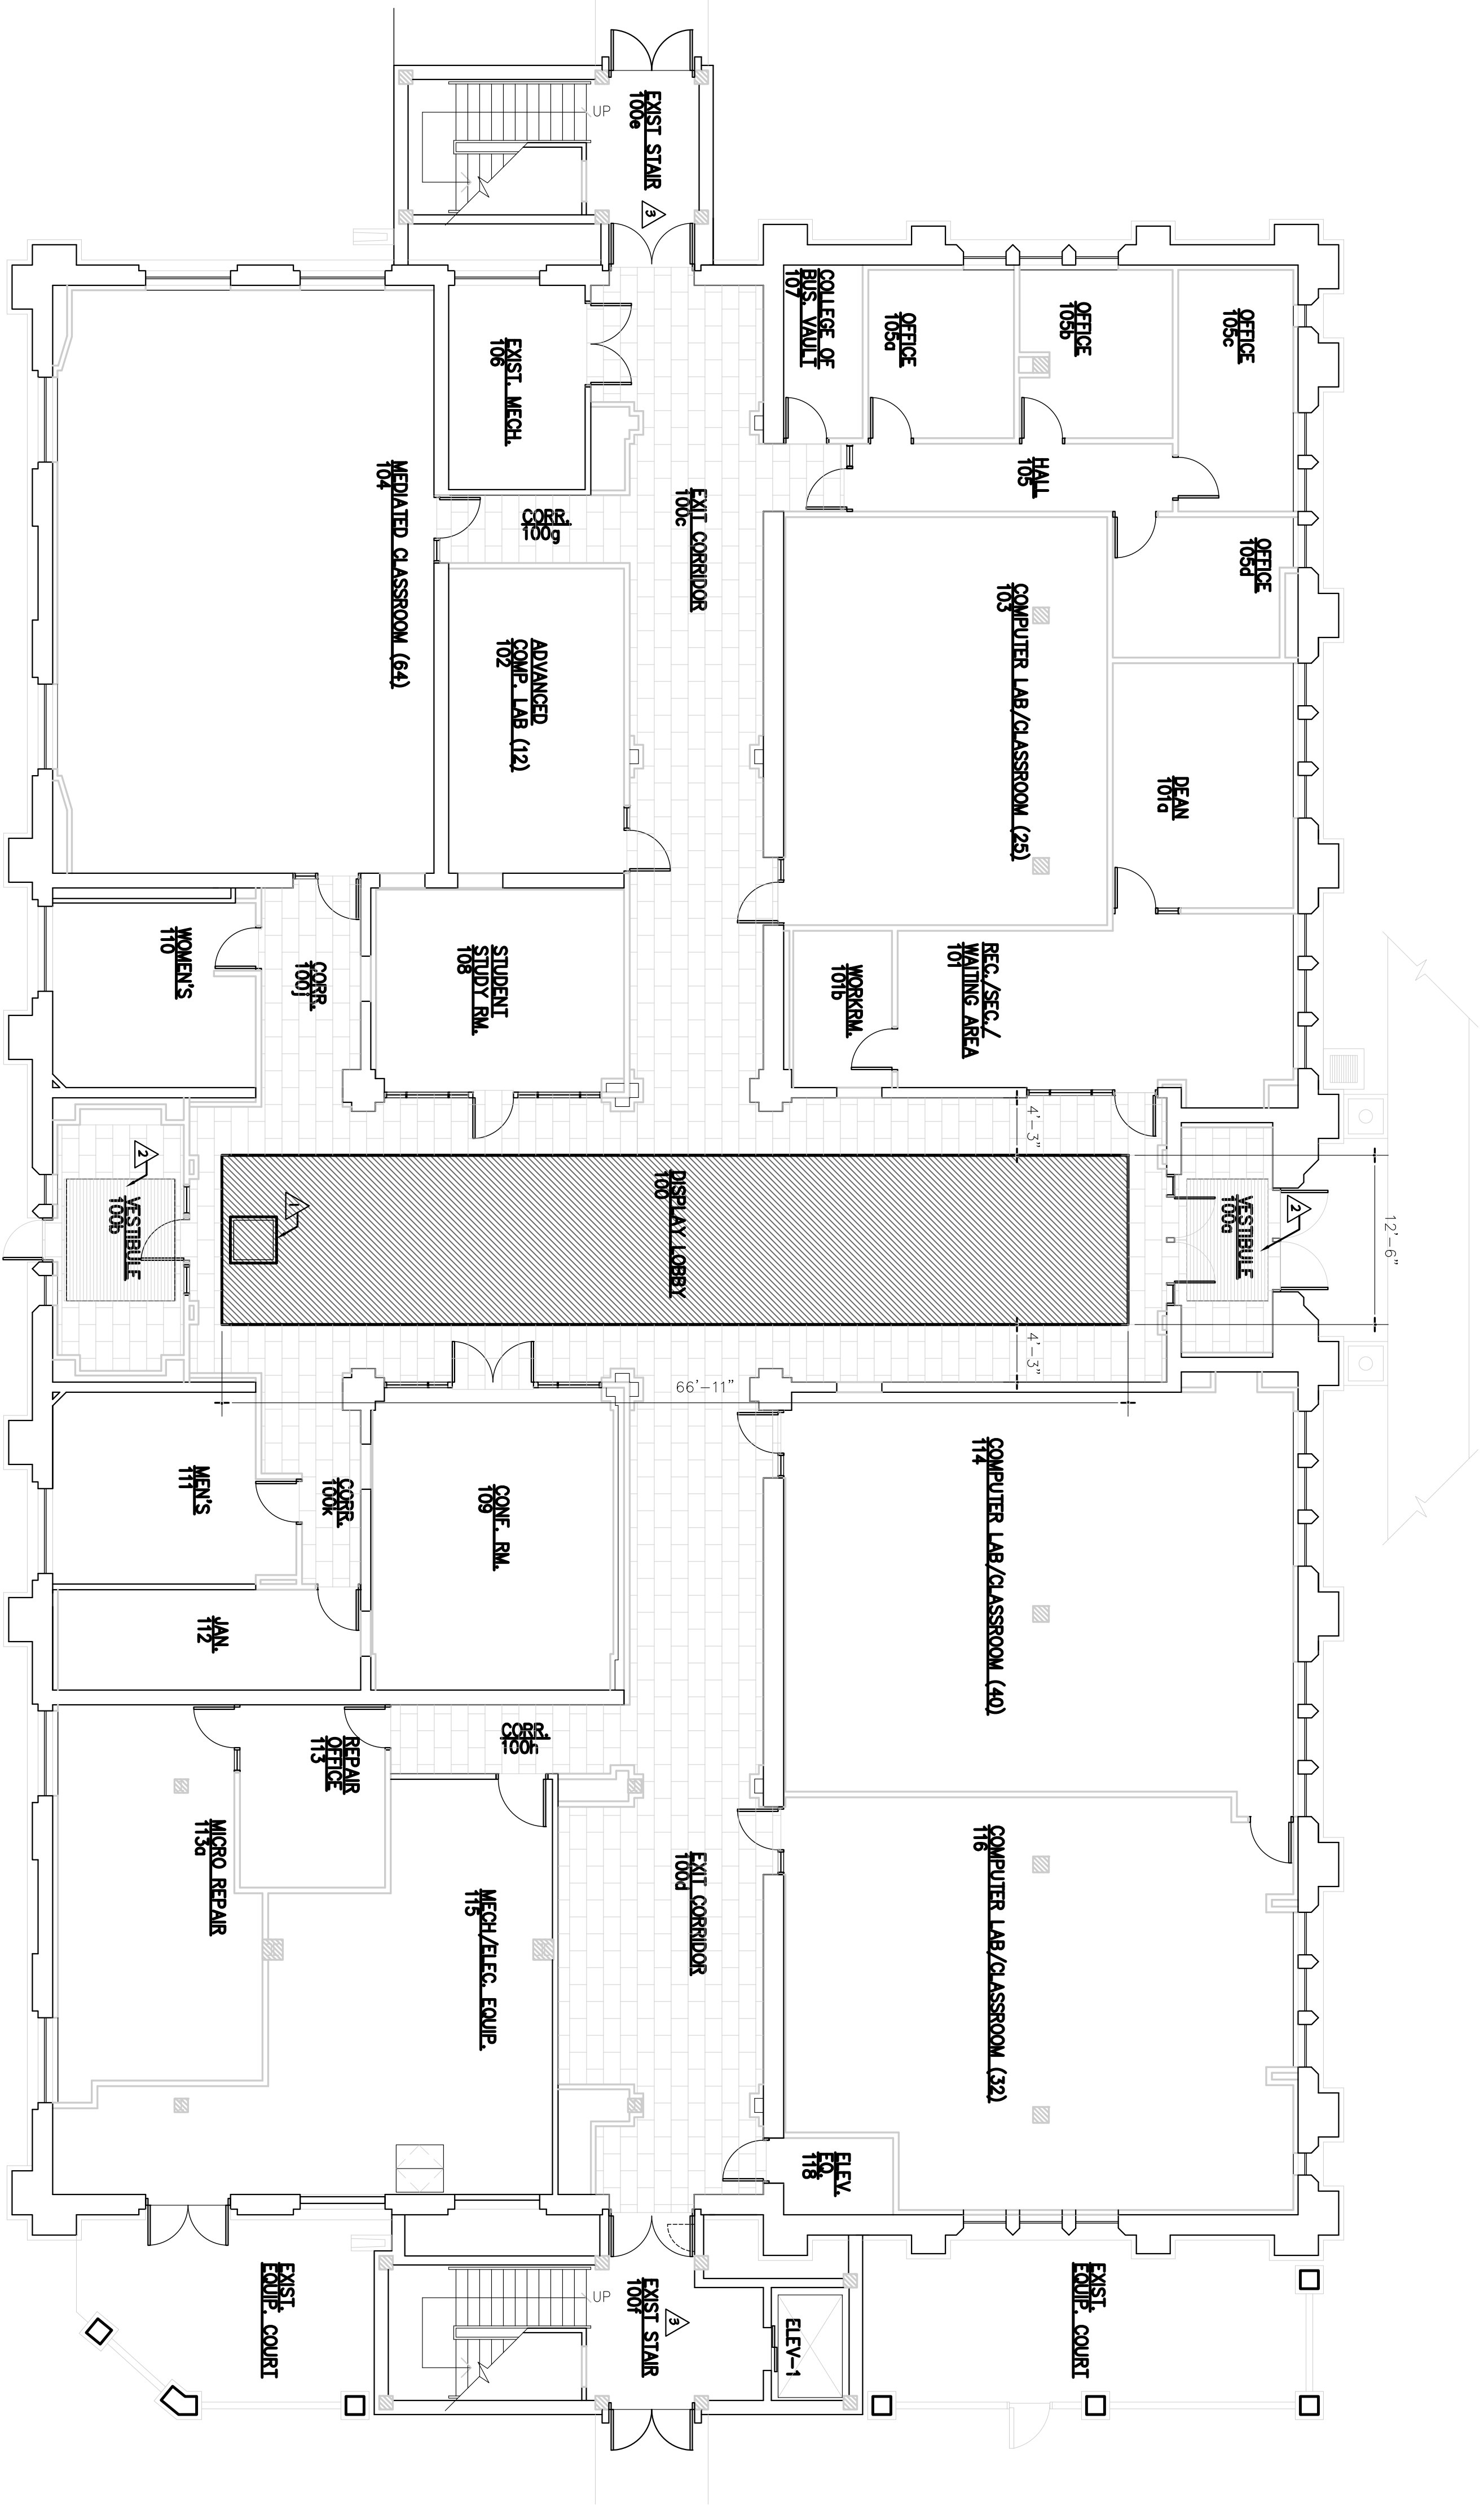 EXIST STAIR
100e
UP
3
COLLEGE OF
BUS. VAULT
107
OFFICE
105a
OFFICE
105b
OFFICE
105c
HALL
105
OFFICE
105d
EXIST. MECH.
106
MEDIATED CLASSROOM (64)
104
CORR.
100g
EXIT CORRIDOR
100c
ADVANCED
COMP. LAB (12)
102
COMPUTER LAB/CLASSROOM (25)
103
DEAN
101a
REC./SEC./
WAITING AREA
101
WORKRM.
101b
STUDENT
STUDY RM.
108
WOMEN'S
110
CORR.
100j
VESTIBULE
100b
2
1
DISPLAY LOBBY
100
VESTIBULE
100a
2
12'-6"
4'-3"
4'-3"
66'-11"
MEN'S
111
CORR.
100k
CONF. RM.
109
COMPUTER LAB/CLASSROOM (40)
114
JAN.
112
CORR.
100h
REPAIR
OFFICE
113
MICRO REPAIR
113a
MECH/ELEC. EQUIP.
115
EXIT CORRIDOR
100d
COMPUTER LAB/CLASSROOM (32)
116
ELEV.
EQ.
118
EXIST.
EQUIP. COURT
UP
EXIST STAIR
100f
3
ELEV-1
EXIST.
EQUIP. COURT